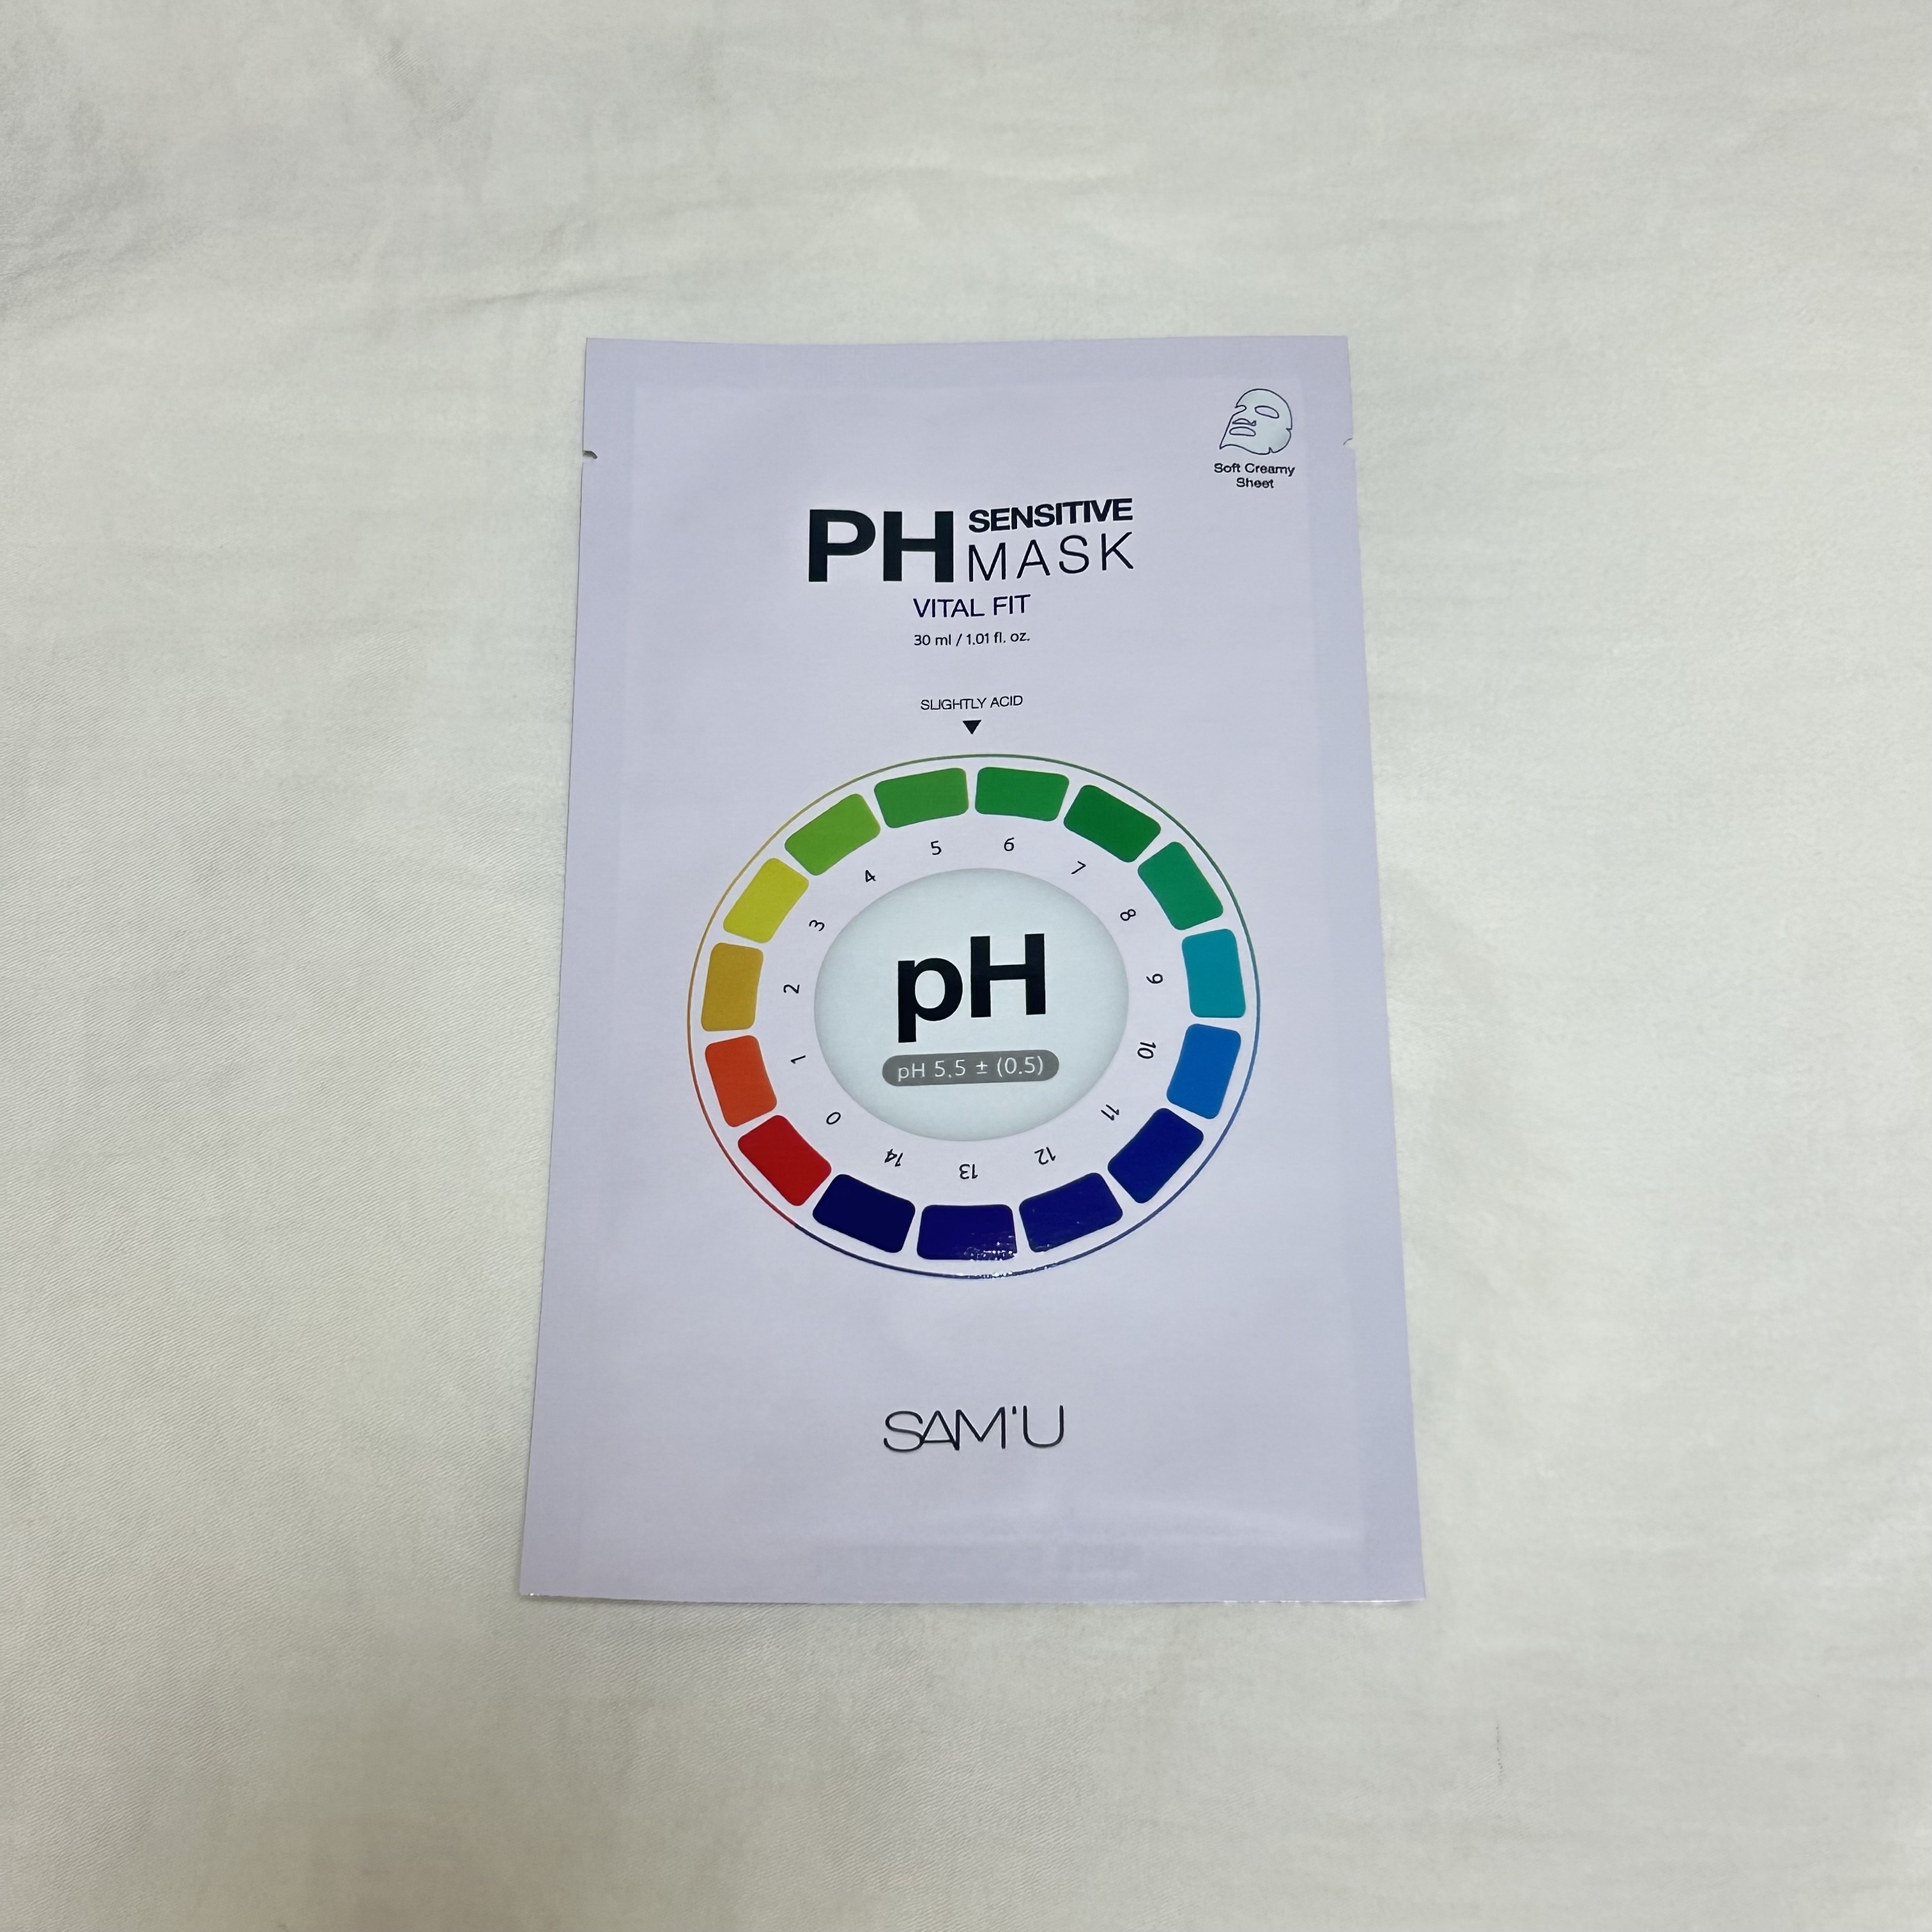 Soft Creamy
Sheet
PH SENSITIVE
MASK
VITAL FIT
30 ml / 1.01 fl. oz.
SLIGHTLY ACID
0 1 2 3 4 5 6 7 8 9 10 11 12 13 14
pH
pH 5.5 ± (0.5)
SAM'U